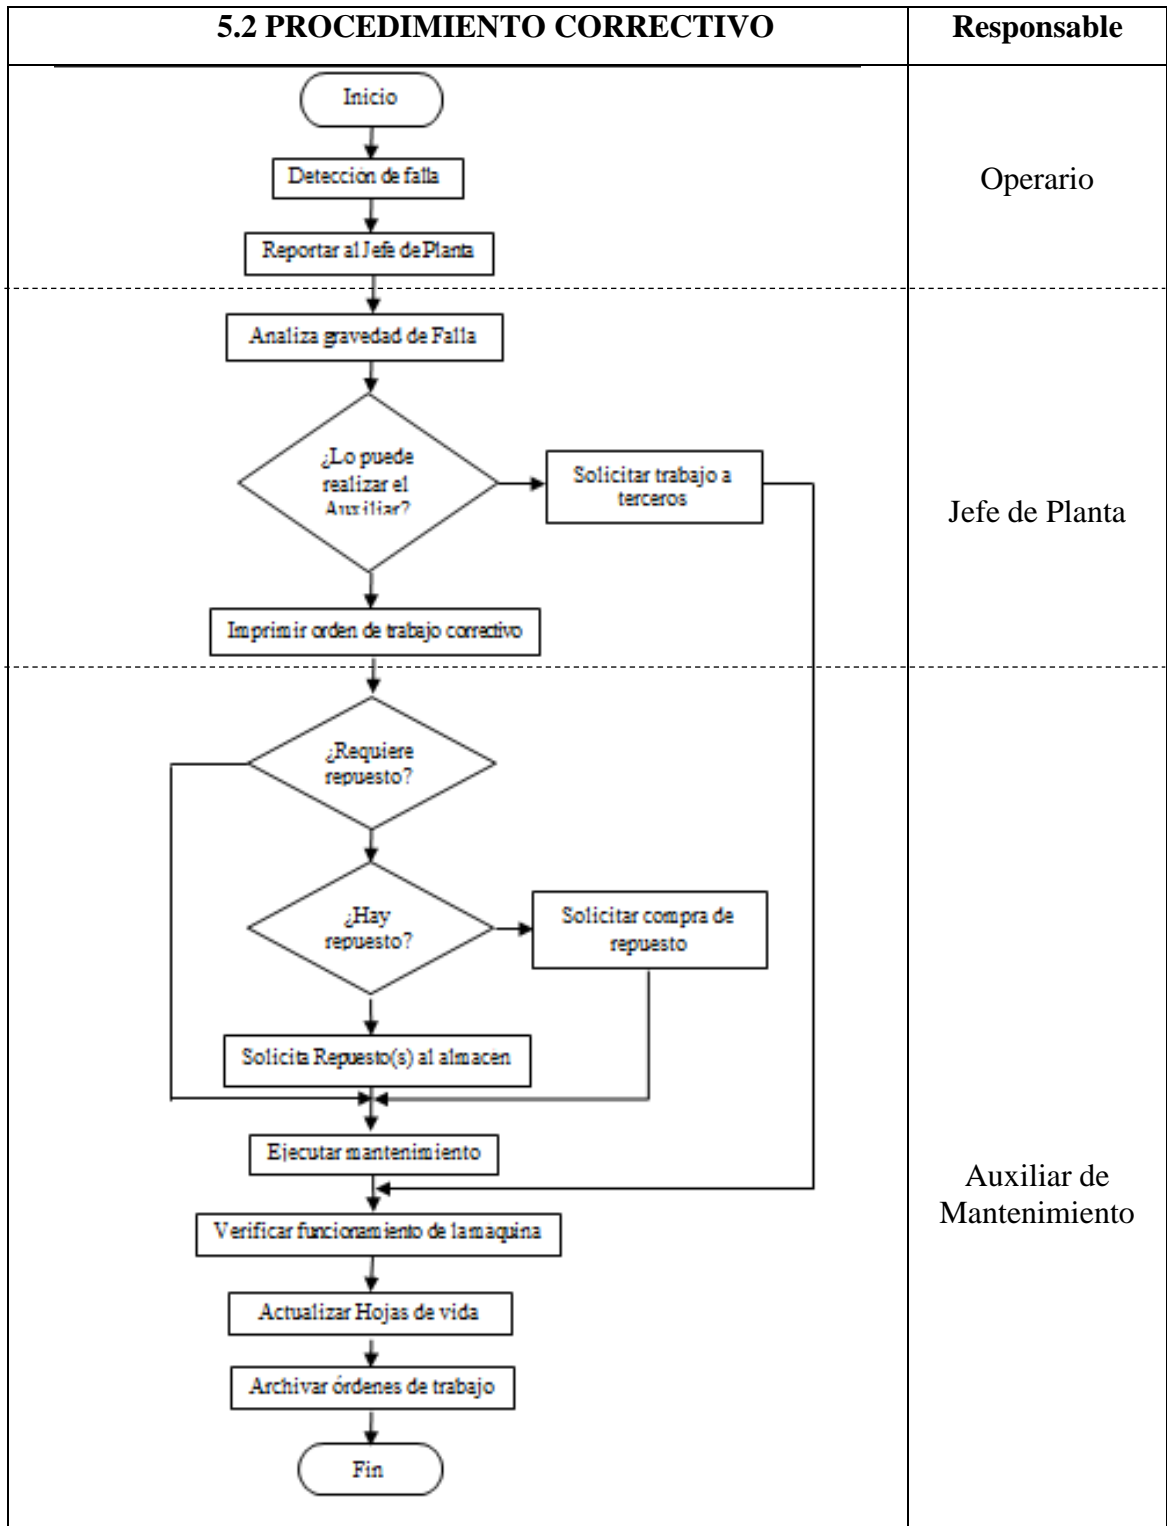 5.2 PROCEDIMIENTO CORRECTIVO
Responsable
Inicio
Detección de falla
Operario
Reportar al Jefe de Planta
Analiza gravedad de Falla
¿Lo puede
realizar el
Auxiliar?
Solicitar trabajo a
terceros
Jefe de Planta
Imprimir orden de trabajo correctivo
¿Requiere
repuesto?
¿Hay
repuesto?
Solicitar compra de
repuesto
Solicita Repuesto(s) al almacen
Ejecutar mantenimiento
Auxiliar de
Mantenimiento
Verificar funcionamiento de la maquina
Actualizar Hojas de vida
Archivar órdenes de trabajo
Fin